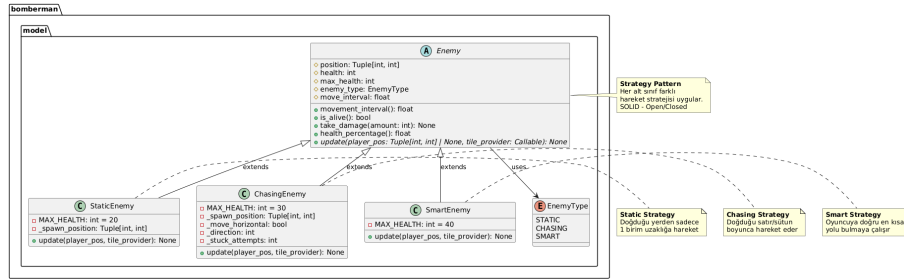 bomberman
model
A Enemy
position: Tuple[int, int]
health: int
max_health: int
enemy_type: EnemyType
move_interval: float
movement_interval(): float
is_alive(): bool
take_damage(amount: int): None
health_percentage(): float
update(player_pos: Tuple[int, int] | None, tile_provider: Callable): None
Strategy Pattern
Her alt sınıf farklı
hareket stratejisi uygular.
SOLID - Open/Closed
extends
extends
extends
uses
C StaticEnemy
MAX_HEALTH: int = 20
_spawn_position: Tuple[int, int]
update(player_pos, tile_provider): None
C ChasingEnemy
MAX_HEALTH: int = 30
_spawn_position: Tuple[int, int]
_move_horizontal: bool
_direction: int
_stuck_attempts: int
update(player_pos, tile_provider): None
C SmartEnemy
MAX_HEALTH: int = 40
update(player_pos, tile_provider): None
E EnemyType
STATIC
CHASING
SMART
Static Strategy
Doğduğu yerden sadece
1 birim uzaklığa hareket
Chasing Strategy
Doğduğu satır/sütun
boyunca hareket eder
Smart Strategy
Oyuncuya doğru en kısa
yolu bulmaya çalışır